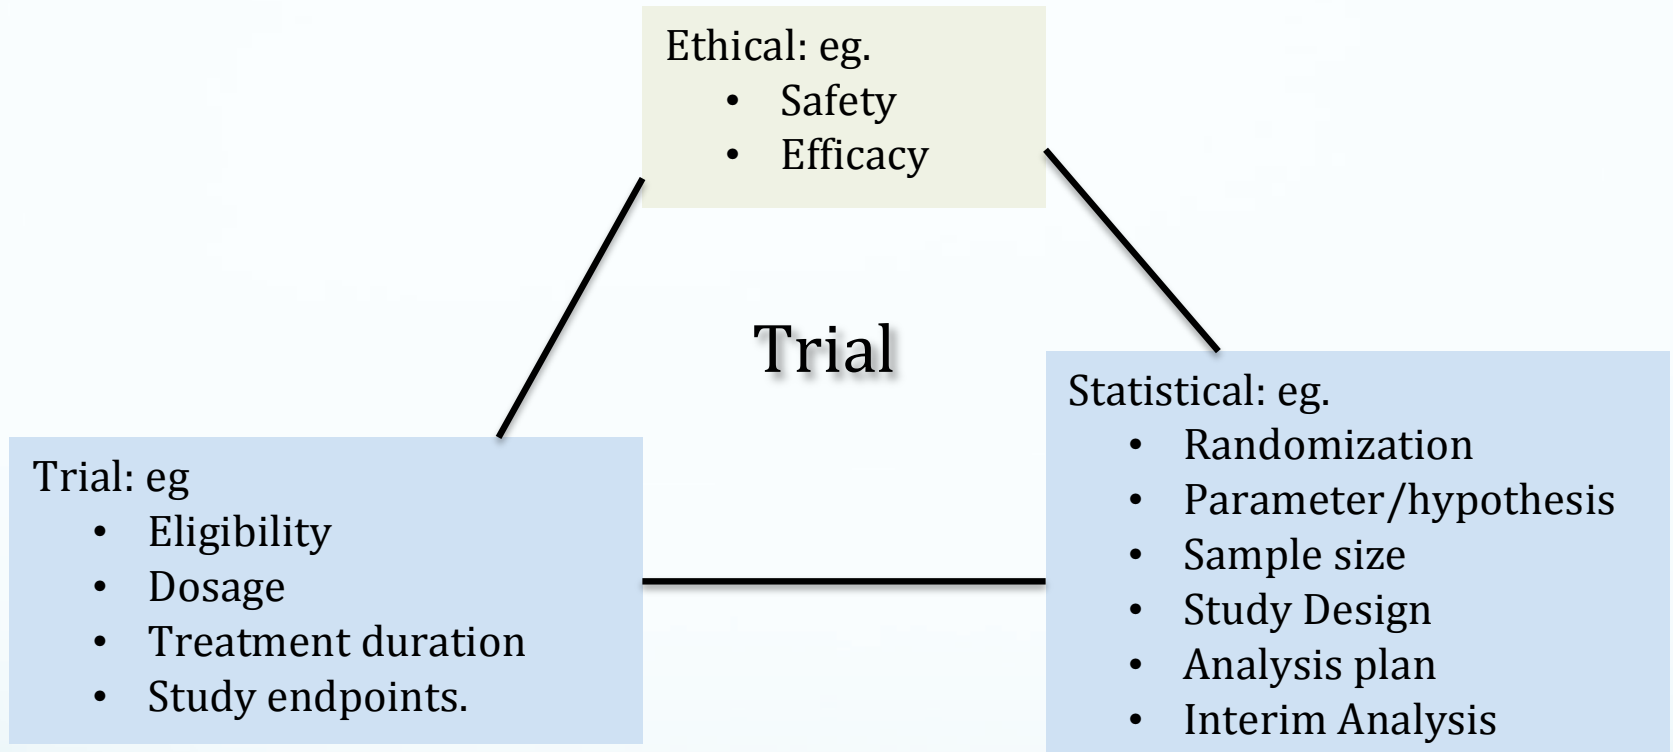 Ethical: eg.
• Safety
• Efficacy
Trial
Trial: eg
• Eligibility
• Dosage
• Treatment duration
• Study endpoints.
Statistical: eg.
• Randomization
• Parameter/hypothesis
• Sample size
• Study Design
• Analysis plan
• Interim Analysis